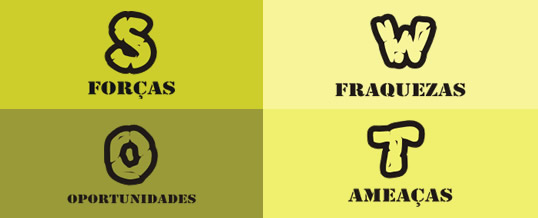 S
FORÇAS
W
FRAQUEZAS
O
OPORTUNIDADES
T
AMEAÇAS